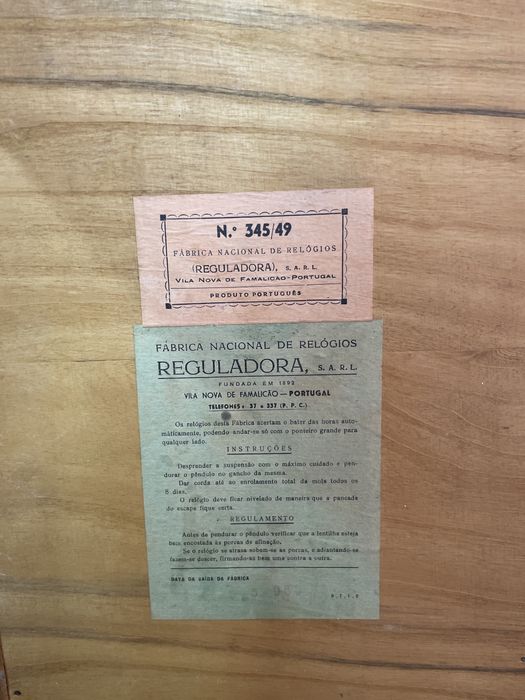 N.º 345/49
FÁBRICA NACIONAL DE RELÓGIOS
(REGULADORA), S. A. R. L.
VILA NOVA DE FAMALICÃO-PORTUGAL
PRODUTO PORTUGUÊS
FÁBRICA NACIONAL DE RELÓGIOS
REGULADORA, S. A. R. L.
FUNDADA EM 1892
VILA NOVA DE FAMALICÃO — PORTUGAL
TELEFONES: 37 e 337 (P. P. C.)
Os relógios desta Fábrica acertam o bater das horas auto-
màticamente, podendo andar-se só com o ponteiro grande para
qualquer lado.
INSTRUÇÕES
Desprender a suspensão com o máximo cuidado e pen-
durar o pêndulo no gancho da mesma.
Dar corda até ao enrolamento total da mola todos os
8 dias.
O relógio deve ficar nivelado de maneira que a pancada
do escape fique certa.
REGULAMENTO
Antes de pendurar o pêndulo verificar que a lentilha esteja
bem encostada às porcas de afinação.
Se o relógio se atrasa sobem-se as porcas, e adiantando-se
fazem-se descer, firmando-as bem uma contra a outra.
DATA DA SAÍDA DA FÁBRICA